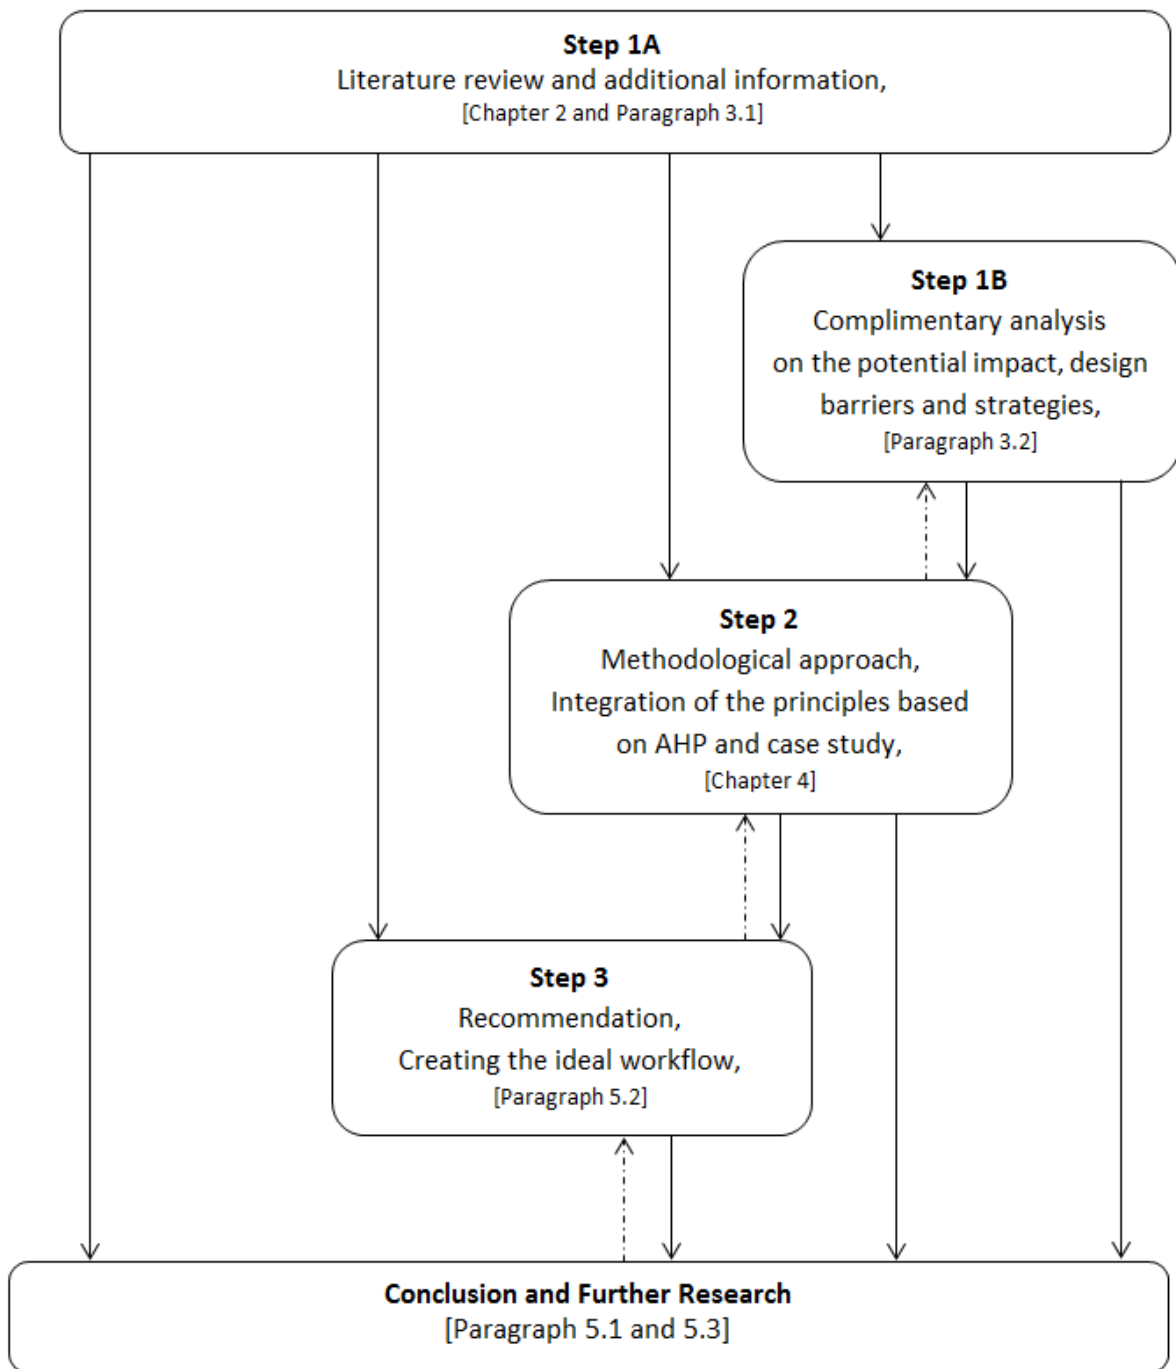 Step 1A
Literature review and additional information,
[Chapter 2 and Paragraph 3.1]
Step 1B
Complimentary analysis
on the potential impact, design
barriers and strategies,
[Paragraph 3.2]
Step 2
Methodological approach,
Integration of the principles based
on AHP and case study,
[Chapter 4]
Step 3
Recommendation,
Creating the ideal workflow,
[Paragraph 5.2]
Conclusion and Further Research
[Paragraph 5.1 and 5.3]